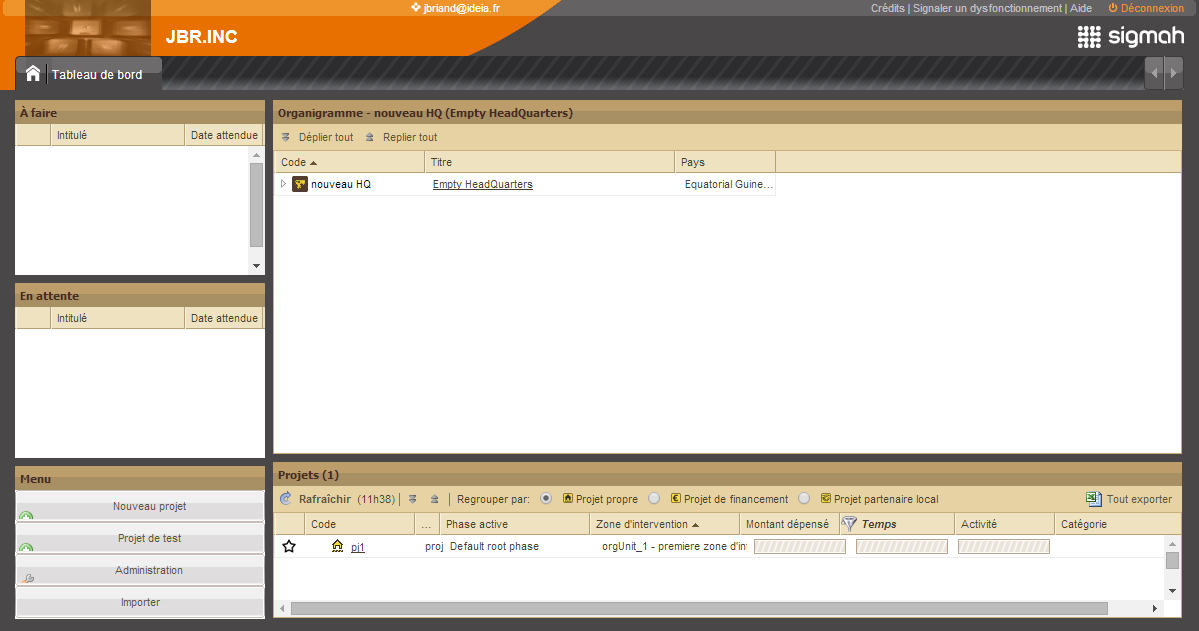 jbriand@ideia.fr
Crédits | Signaler un dysfonctionnement | Aide Déconnexion
JBR.INC
sigmah
Tableau de bord
À faire
Intitulé Date attendue
En attente
Intitulé Date attendue
Menu
Nouveau projet
Projet de test
Administration
Importer
Organigramme - nouveau HQ (Empty HeadQuarters)
Déplier tout Replier tout
Code Titre Pays
nouveau HQ Empty HeadQuarters Equatorial Guine...
Projets (1)
Rafraîchir (11h38) | | Regrouper par: Projet propre Projet de financement Projet partenaire local Tout exporter
Code ... Phase active Zone d'intervention Montant dépensé Temps Activité Catégorie
pj1 proj Default root phase orgUnit_1 - premiere zone d'in